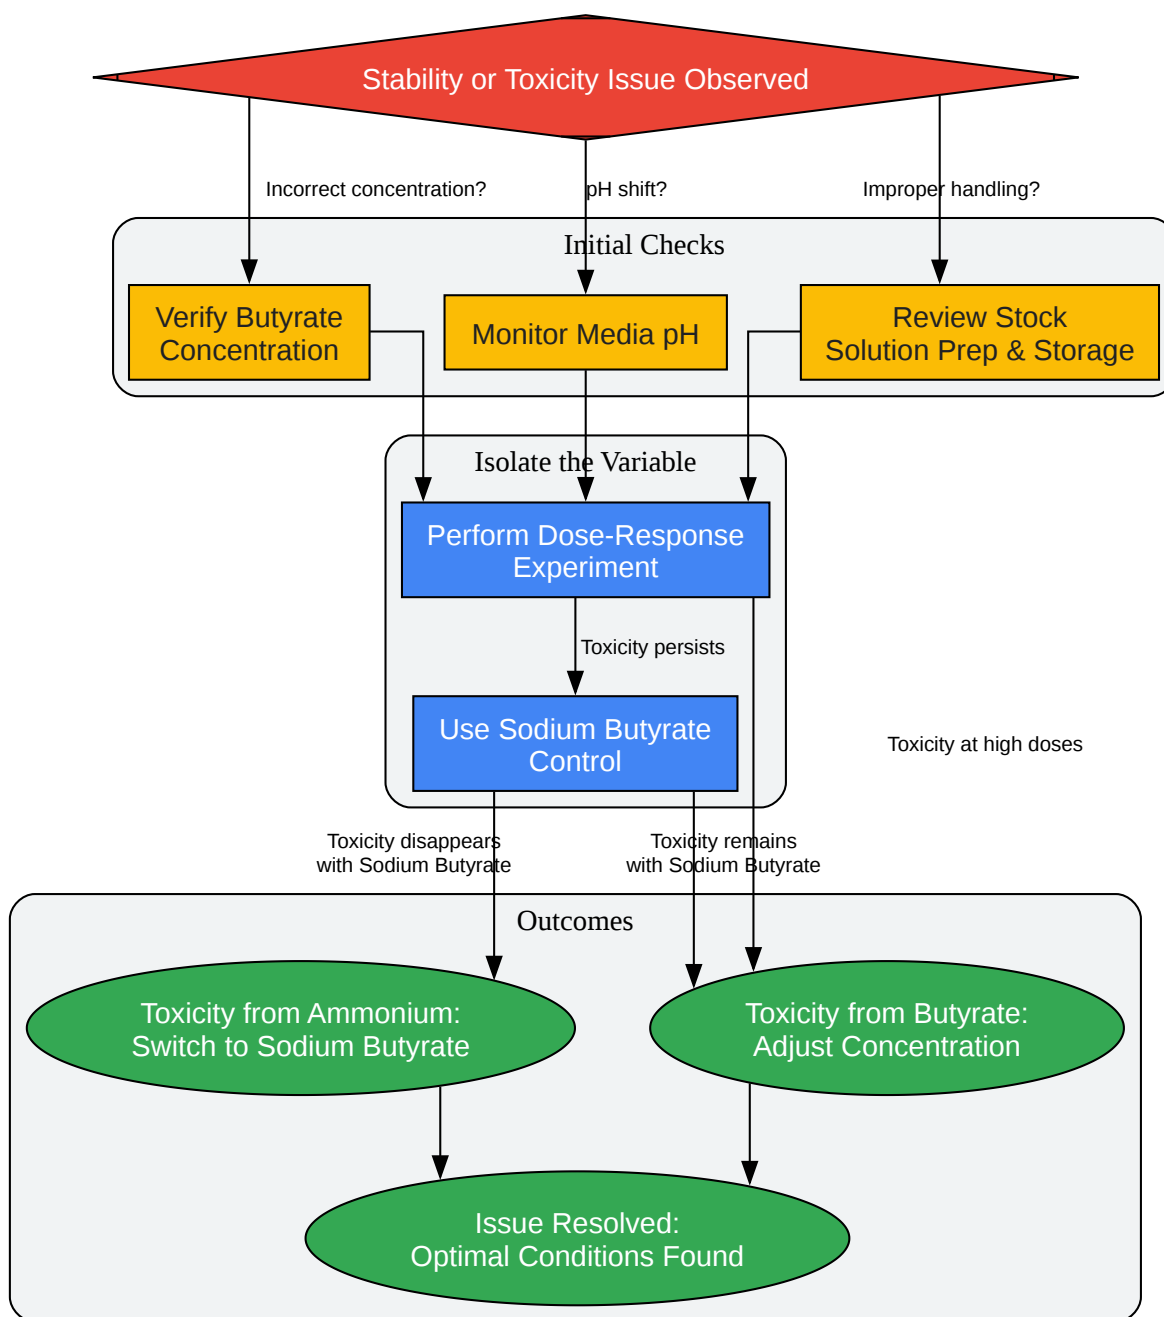 Stability or Toxicity Issue Observed
Incorrect concentration?
pH shift?
Improper handling?
Initial Checks
Verify Butyrate
Concentration
Monitor Media pH
Review Stock
Solution Prep & Storage
Isolate the Variable
Perform Dose-Response
Experiment
Toxicity persists
Use Sodium Butyrate
Control
Toxicity at high doses
Toxicity disappears
with Sodium Butyrate
Toxicity remains
with Sodium Butyrate
Outcomes
Toxicity from Ammonium:
Switch to Sodium Butyrate
Toxicity from Butyrate:
Adjust Concentration
Issue Resolved:
Optimal Conditions Found